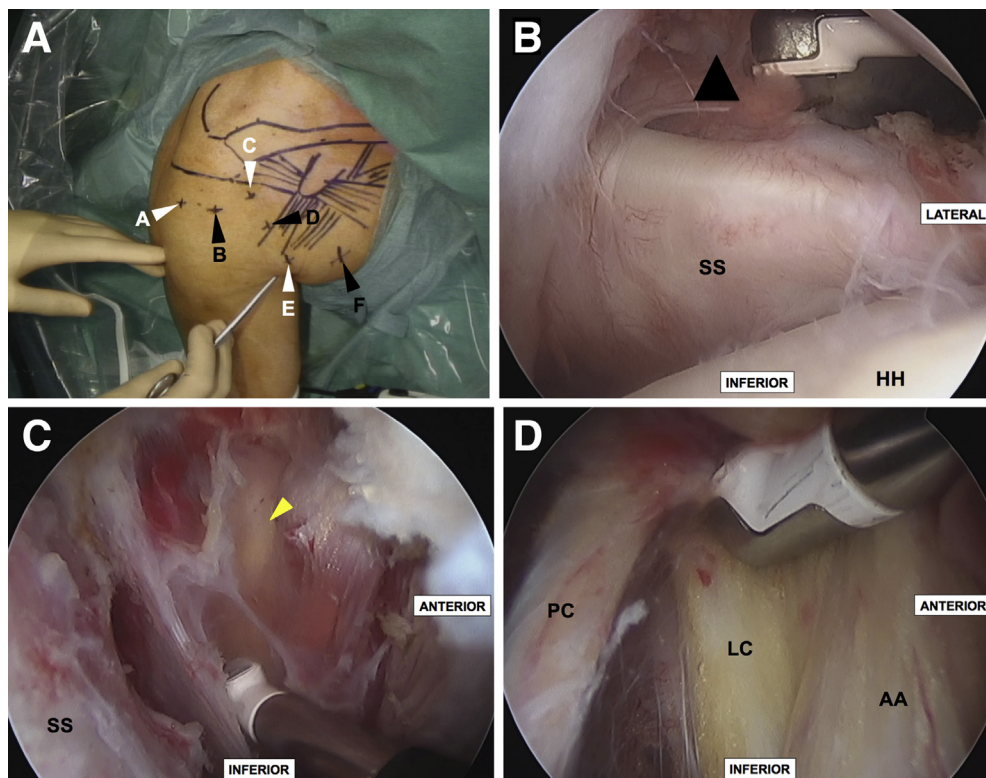 A
C
A
B
D
E
F
B
LATERAL
SS
INFERIOR
HH
C
ANTERIOR
SS
INFERIOR
D
ANTERIOR
PC
LC
AA
INFERIOR